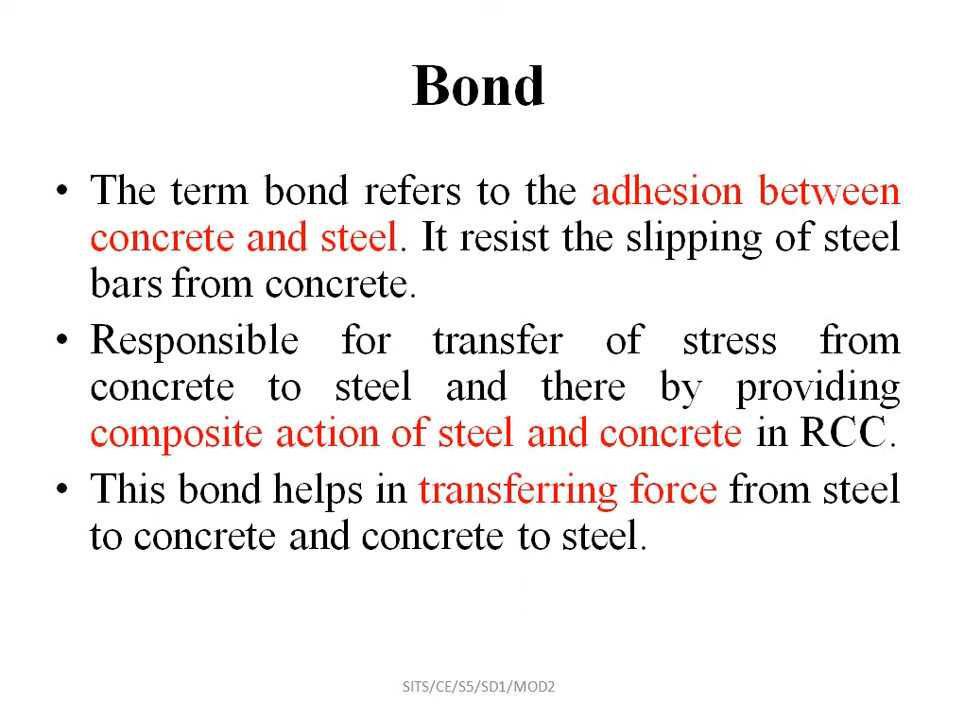 Bond
• The term bond refers to the adhesion between
concrete and steel. It resist the slipping of steel
bars from concrete.
• Responsible for transfer of stress from
concrete to steel and there by providing
composite action of steel and concrete in RCC.
• This bond helps in transferring force from steel
to concrete and concrete to steel.
SITS/CE/S5/SD1/MOD2